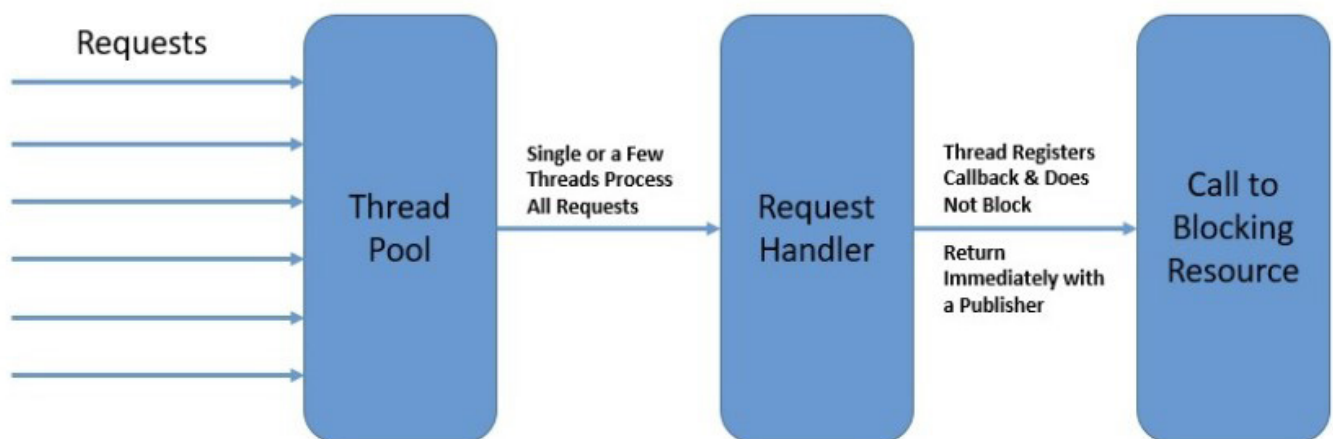 Requests
Thread
Pool
Single or a Few
Threads Process
All Requests
Request
Handler
Thread Registers
Callback & Does
Not Block
Return
Immediately with
a Publisher
Call to
Blocking
Resource